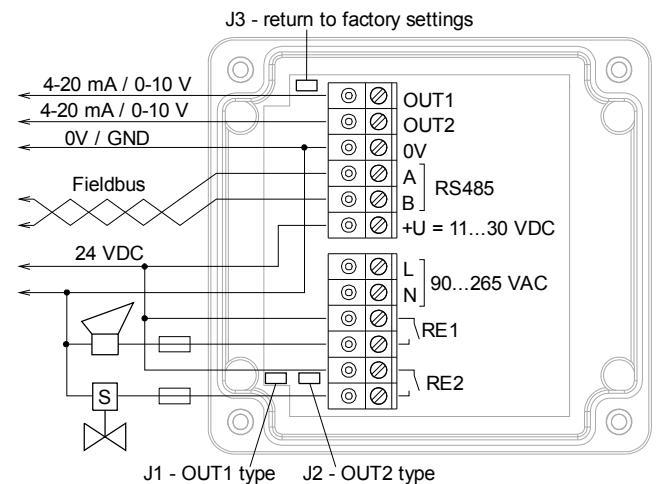 J3 - return to factory settings
4-20 mA / 0-10 V
OUT1
4-20 mA / 0-10 V
OUT2
0V / GND
0V
Fieldbus
A
B
RS485
+U = 11...30 VDC
24 VDC
L
N
90...265 VAC
RE1
RE2
S
J1 - OUT1 type
J2 - OUT2 type